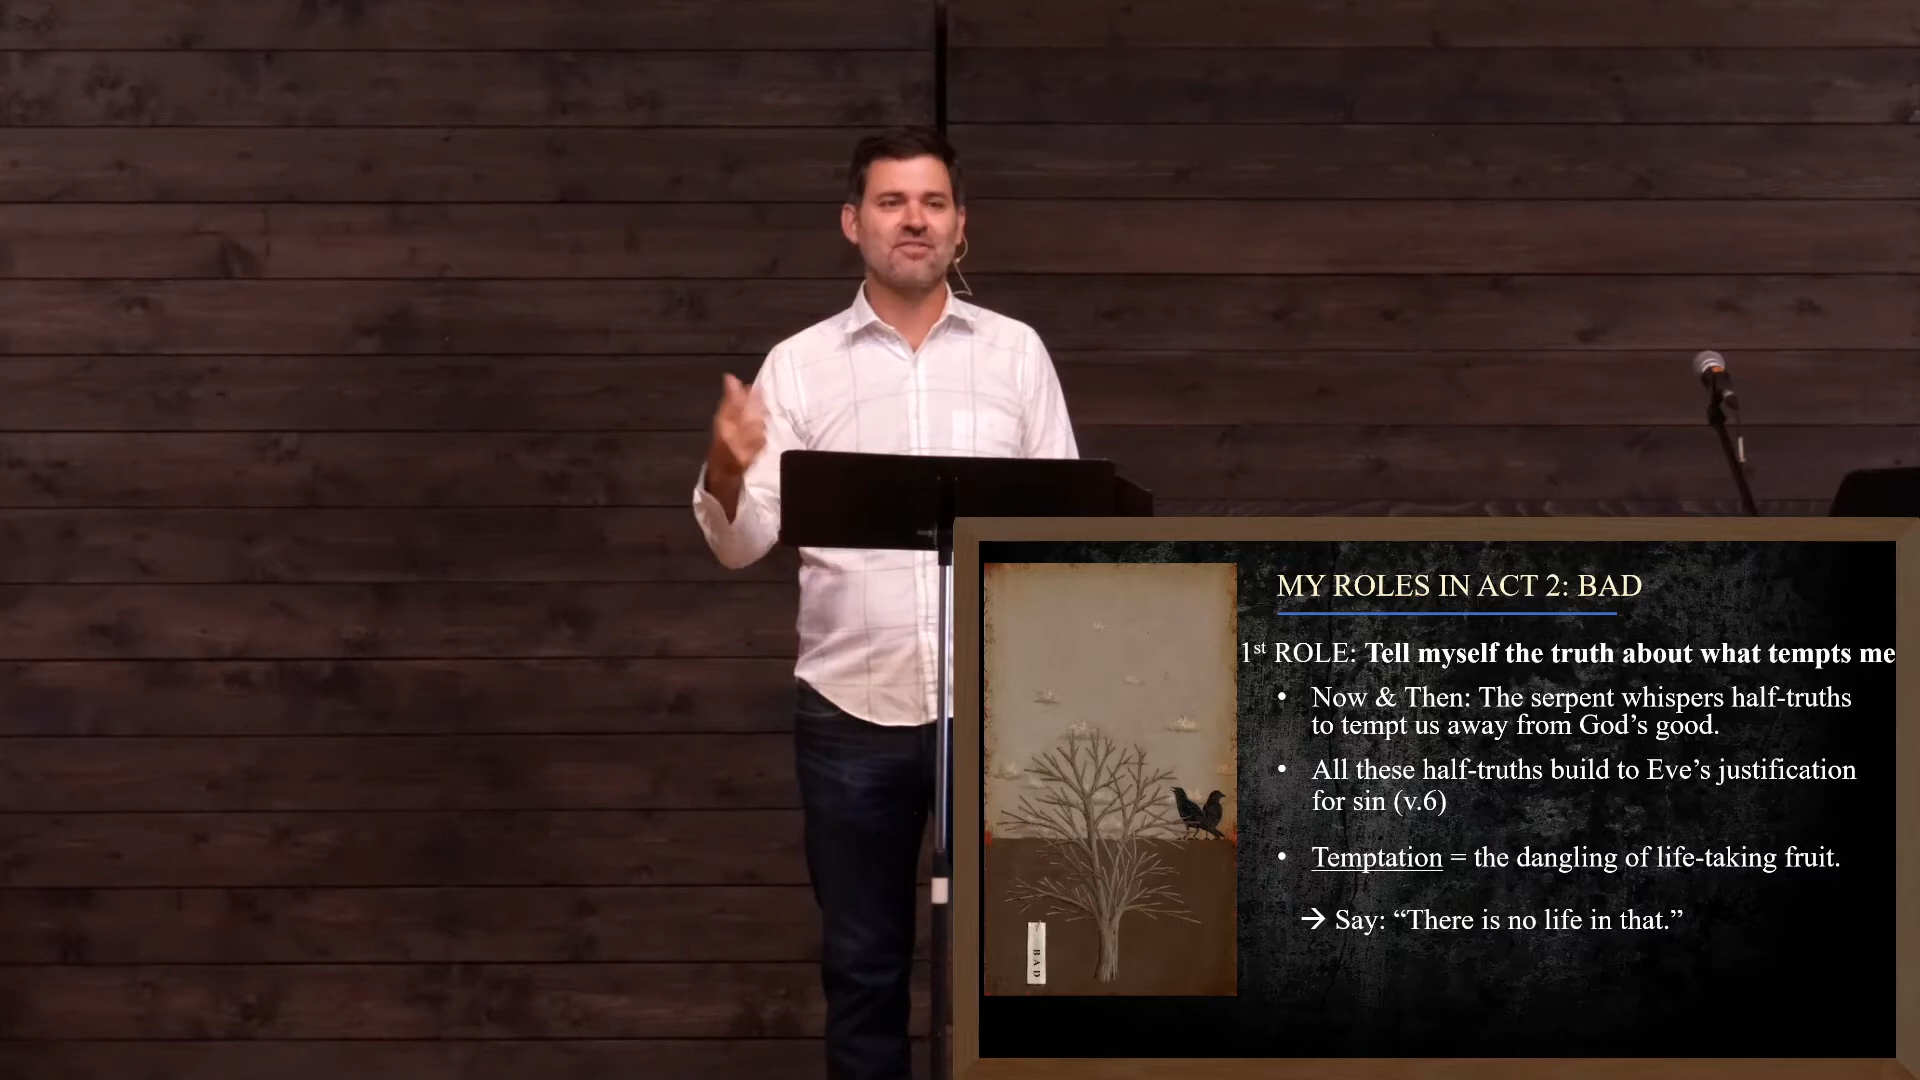 MY ROLES IN ACT 2: BAD
1st ROLE: Tell myself the truth about what tempts me
• Now & Then: The serpent whispers half-truths
to tempt us away from God’s good.
• All these half-truths build to Eve’s justification
for sin (v.6)
• Temptation = the dangling of life-taking fruit.
→ Say: “There is no life in that.”
BAD